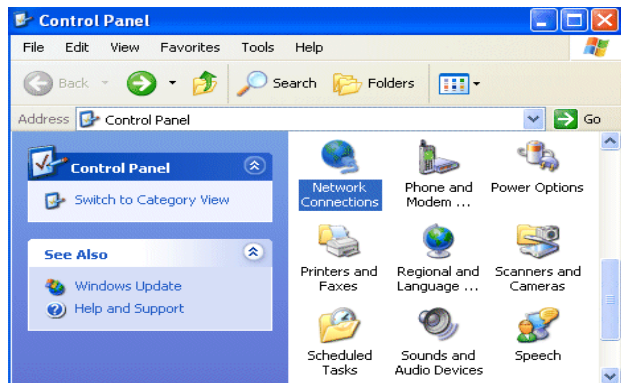 Control Panel
File Edit View Favorites Tools Help
Back Search Folders
Address Control Panel Go
Control Panel
Switch to Category View
See Also
Windows Update
Help and Support
Network
Connections
Phone and
Modem ...
Power Options
Printers and
Faxes
Regional and
Language ...
Scanners and
Cameras
Scheduled
Tasks
Sounds and
Audio Devices
Speech